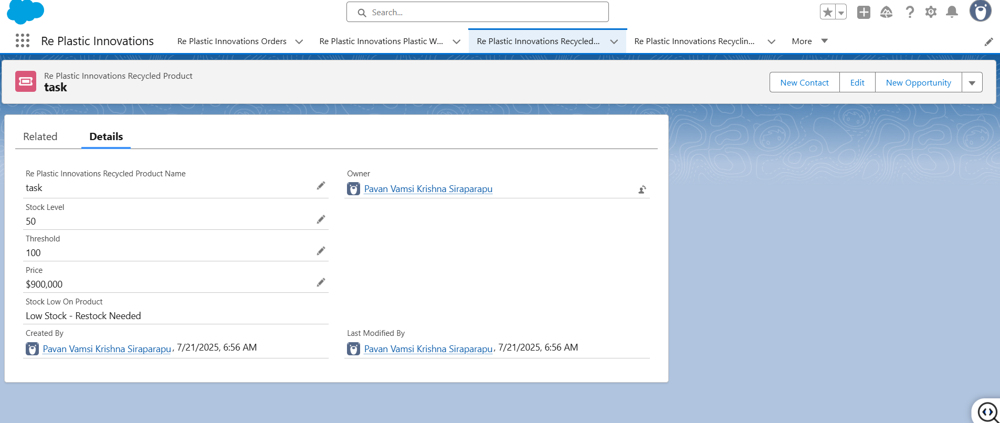 Search...
Re Plastic Innovations
Re Plastic Innovations Orders
Re Plastic Innovations Plastic W...
Re Plastic Innovations Recycled...
Re Plastic Innovations Recyclin...
More
Re Plastic Innovations Recycled Product
task
New Contact
Edit
New Opportunity
Related
Details
Re Plastic Innovations Recycled Product Name
task
Owner
Pavan Vamsi Krishna Siraparapu
Stock Level
50
Threshold
100
Price
$900,000
Stock Low On Product
Low Stock - Restock Needed
Created By
Pavan Vamsi Krishna Siraparapu, 7/21/2025, 6:56 AM
Last Modified By
Pavan Vamsi Krishna Siraparapu, 7/21/2025, 6:56 AM